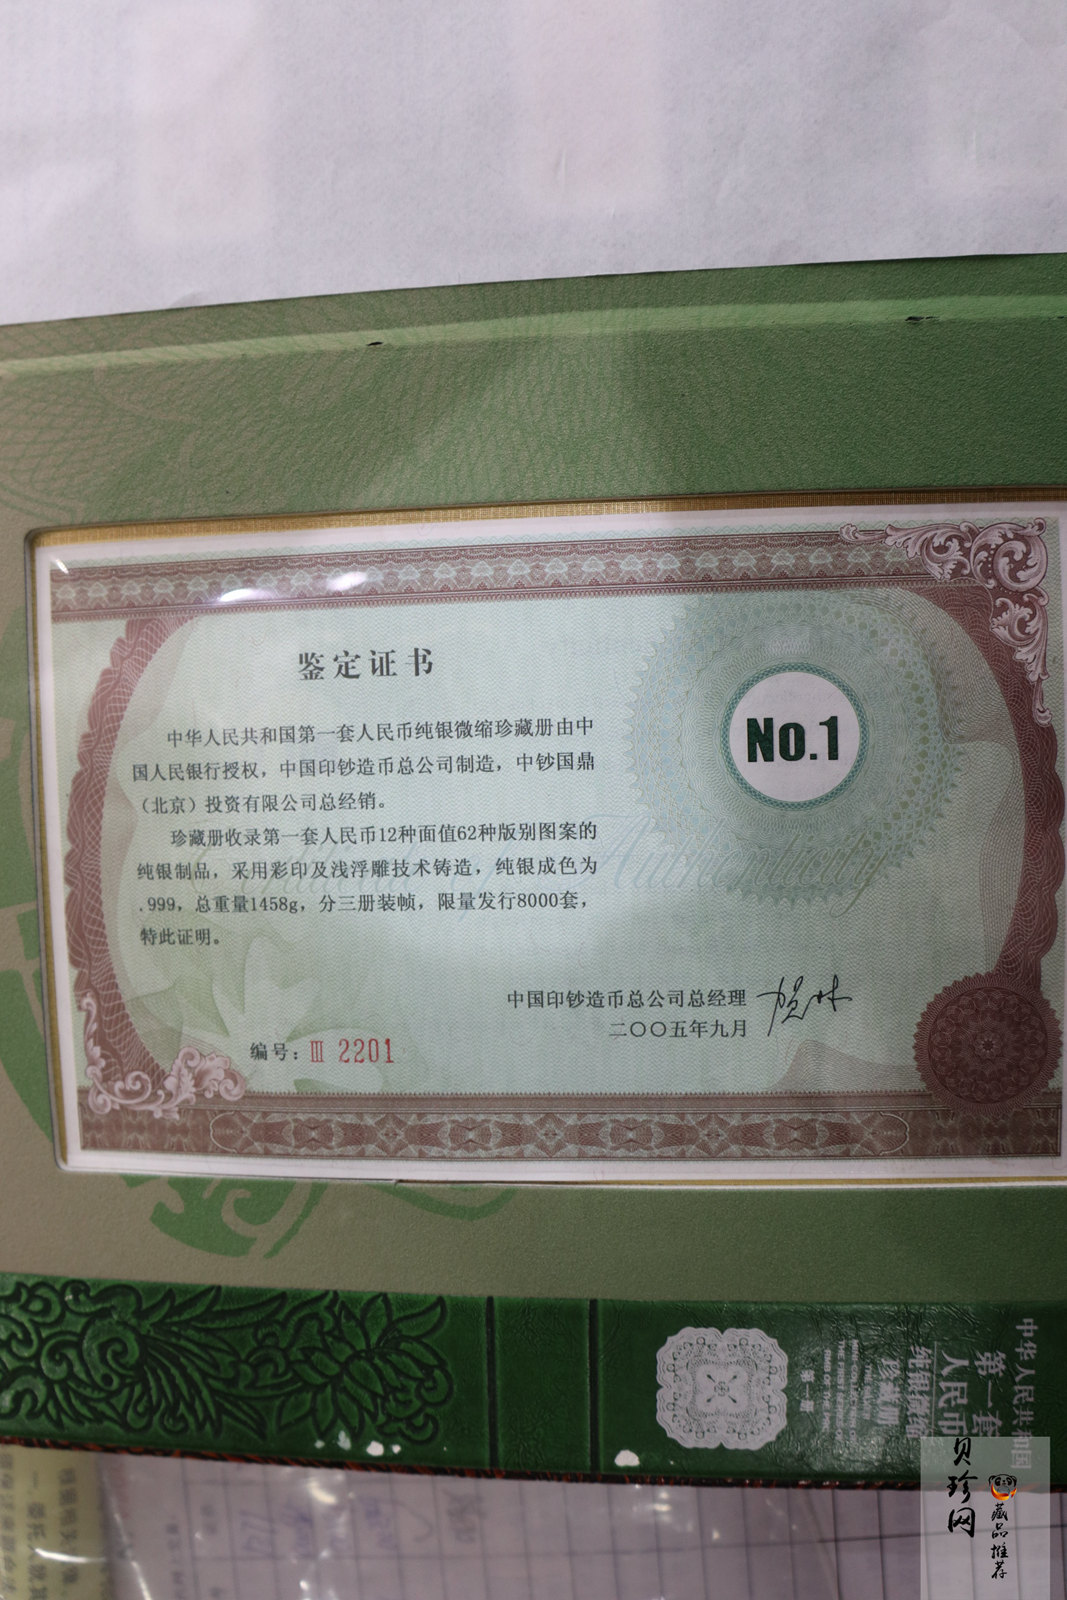 鉴定证书
No.1
中华人民共和国第一套人民币纯银微缩珍藏册由中
国人民银行授权，中国印钞造币总公司制造，中钞国鼎
（北京）投资有限公司总经销。
珍藏册收录第一套人民币12种面值62种版别图案的
纯银制品，采用彩印及浅浮雕技术铸造，纯银成色为
.999，总重量1458g，分三册装帧，限量发行8000套，
特此证明。
Certificate of Authenticity
中国印钞造币总公司总经理
二〇〇五年九月
编号：Ⅲ 2201
中华人民共和国
第一套
人民币
纯银微缩
珍藏册
第一册
贝珍网
藏品推荐